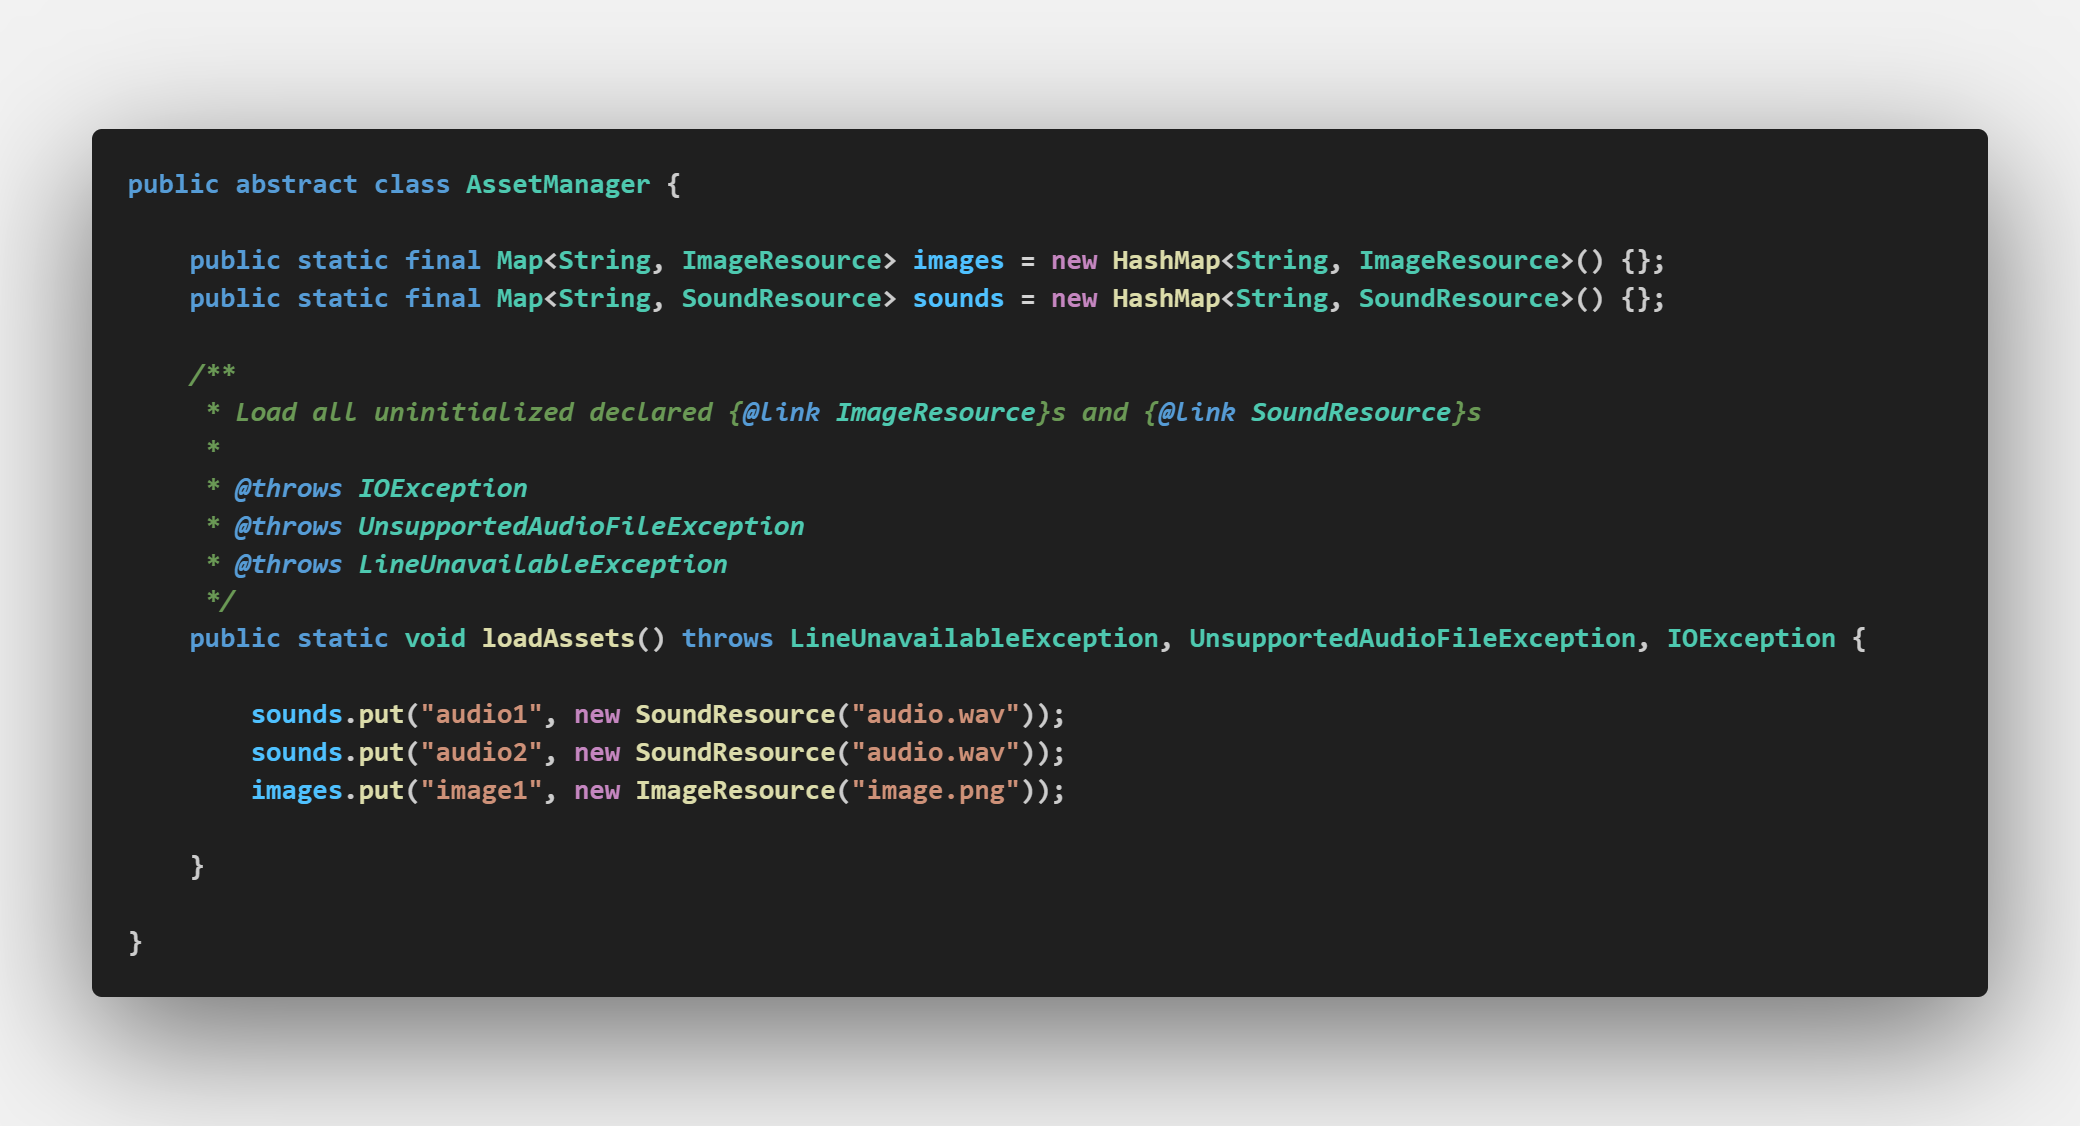 public abstract class AssetManager {
public static final Map<String, ImageResource> images = new HashMap<String, ImageResource>() {};
public static final Map<String, SoundResource> sounds = new HashMap<String, SoundResource>() {};
/**
* Load all uninitialized declared {@link ImageResource}s and {@link SoundResource}s
*
* @throws IOException
* @throws UnsupportedAudioFileException
* @throws LineUnavailableException
*/
public static void loadAssets() throws LineUnavailableException, UnsupportedAudioFileException, IOException {
sounds.put("audio1", new SoundResource("audio.wav"));
sounds.put("audio2", new SoundResource("audio.wav"));
images.put("image1", new ImageResource("image.png"));
}
}